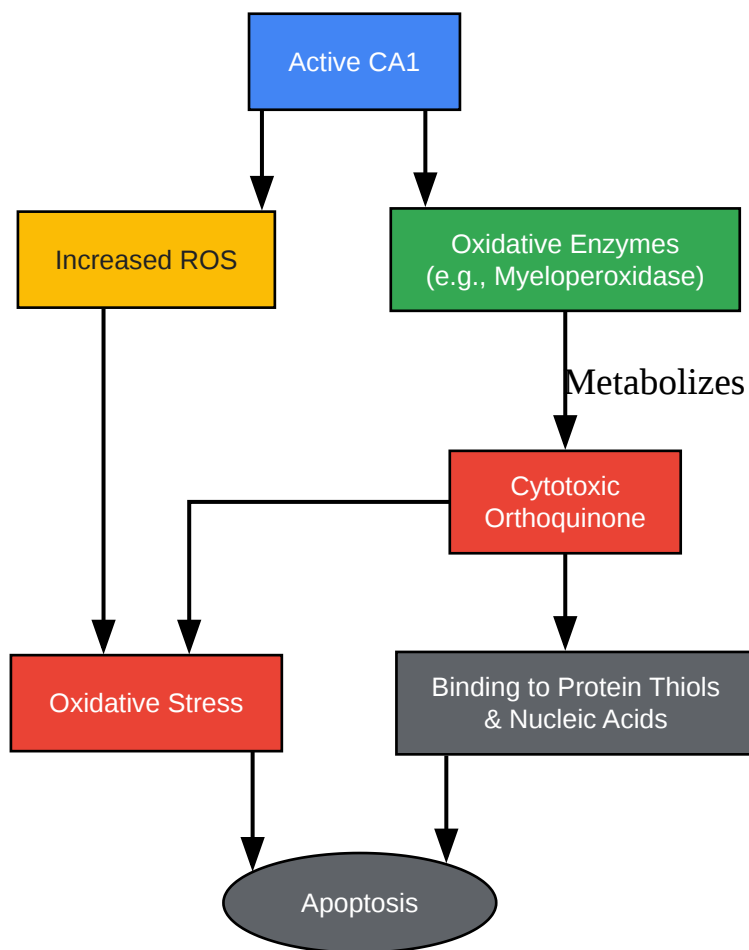 Active CA1
Increased ROS
Oxidative Enzymes
(e.g., Myeloperoxidase)
Metabolizes
Cytotoxic
Orthoquinone
Oxidative Stress
Binding to Protein Thiols
& Nucleic Acids
Apoptosis